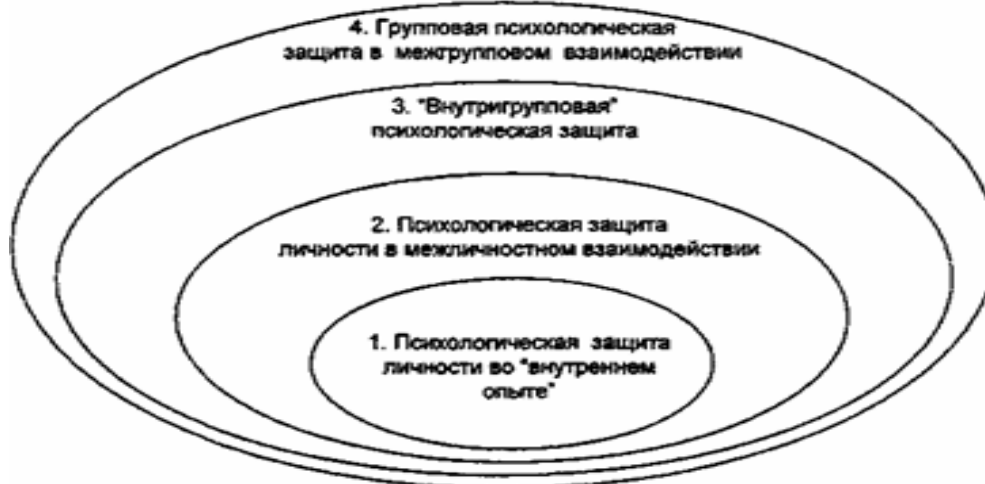 4. Групповая психологическая
защита в межгрупповом взаимодействии
3. "Внутригрупповая"
психологическая защита
2. Психологическая защита
личности в межличностном взаимодействии
1. Психологическая защита
личности во "внутреннем
опыте"